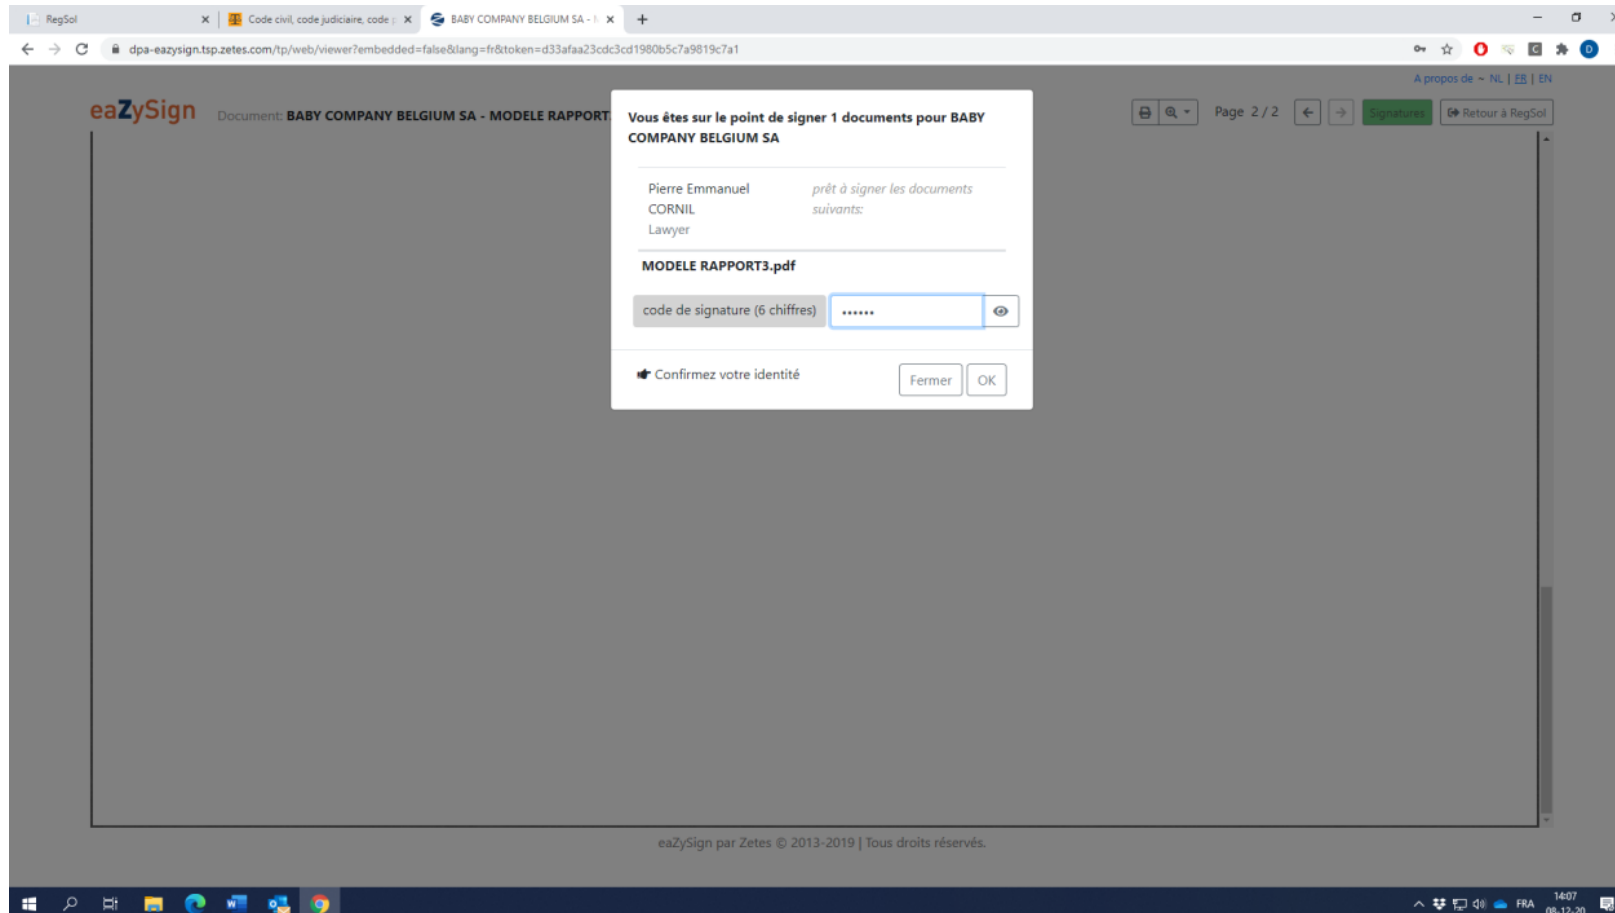 RegSol
Code civil, code judiciaire, code
BABY COMPANY BELGIUM SA -
dpa-eazysign.tsp.zetes.com/tp/web/viewer?embedded=false&lang=fr&token=d33afaa23cdc3cd1980b5c7a9819c7a1
A propos de ~ NL | FR | EN
eaZySign
Document: BABY COMPANY BELGIUM SA - MODELE RAPPORT
Page 2 / 2
Signatures
Retour à RegSol
Vous êtes sur le point de signer 1 documents pour BABY
COMPANY BELGIUM SA
Pierre Emmanuel prêt à signer les documents
CORNIL suivants:
Lawyer
MODELE RAPPORT3.pdf
code de signature (6 chiffres) ••••••
Confirmez votre identité
Fermer
OK
eaZySign par Zetes © 2013-2019 | Tous droits réservés.
FRA
14:07
08-12-20